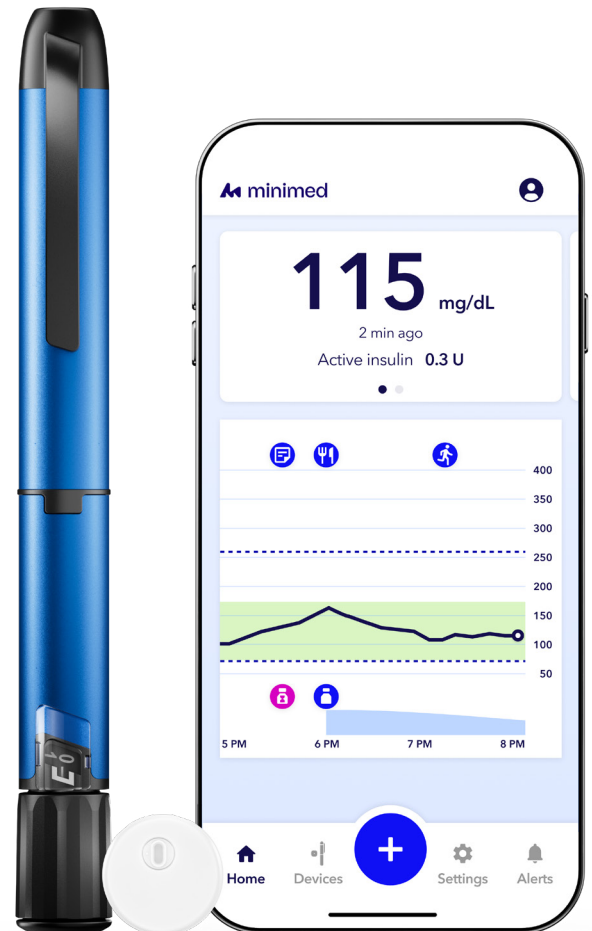 minimed
115 mg/dL
2 min ago
Active insulin 0.3 U
400
350
300
250
200
150
100
50
5 PM 6 PM 7 PM 8 PM
Home Devices + Settings Alerts